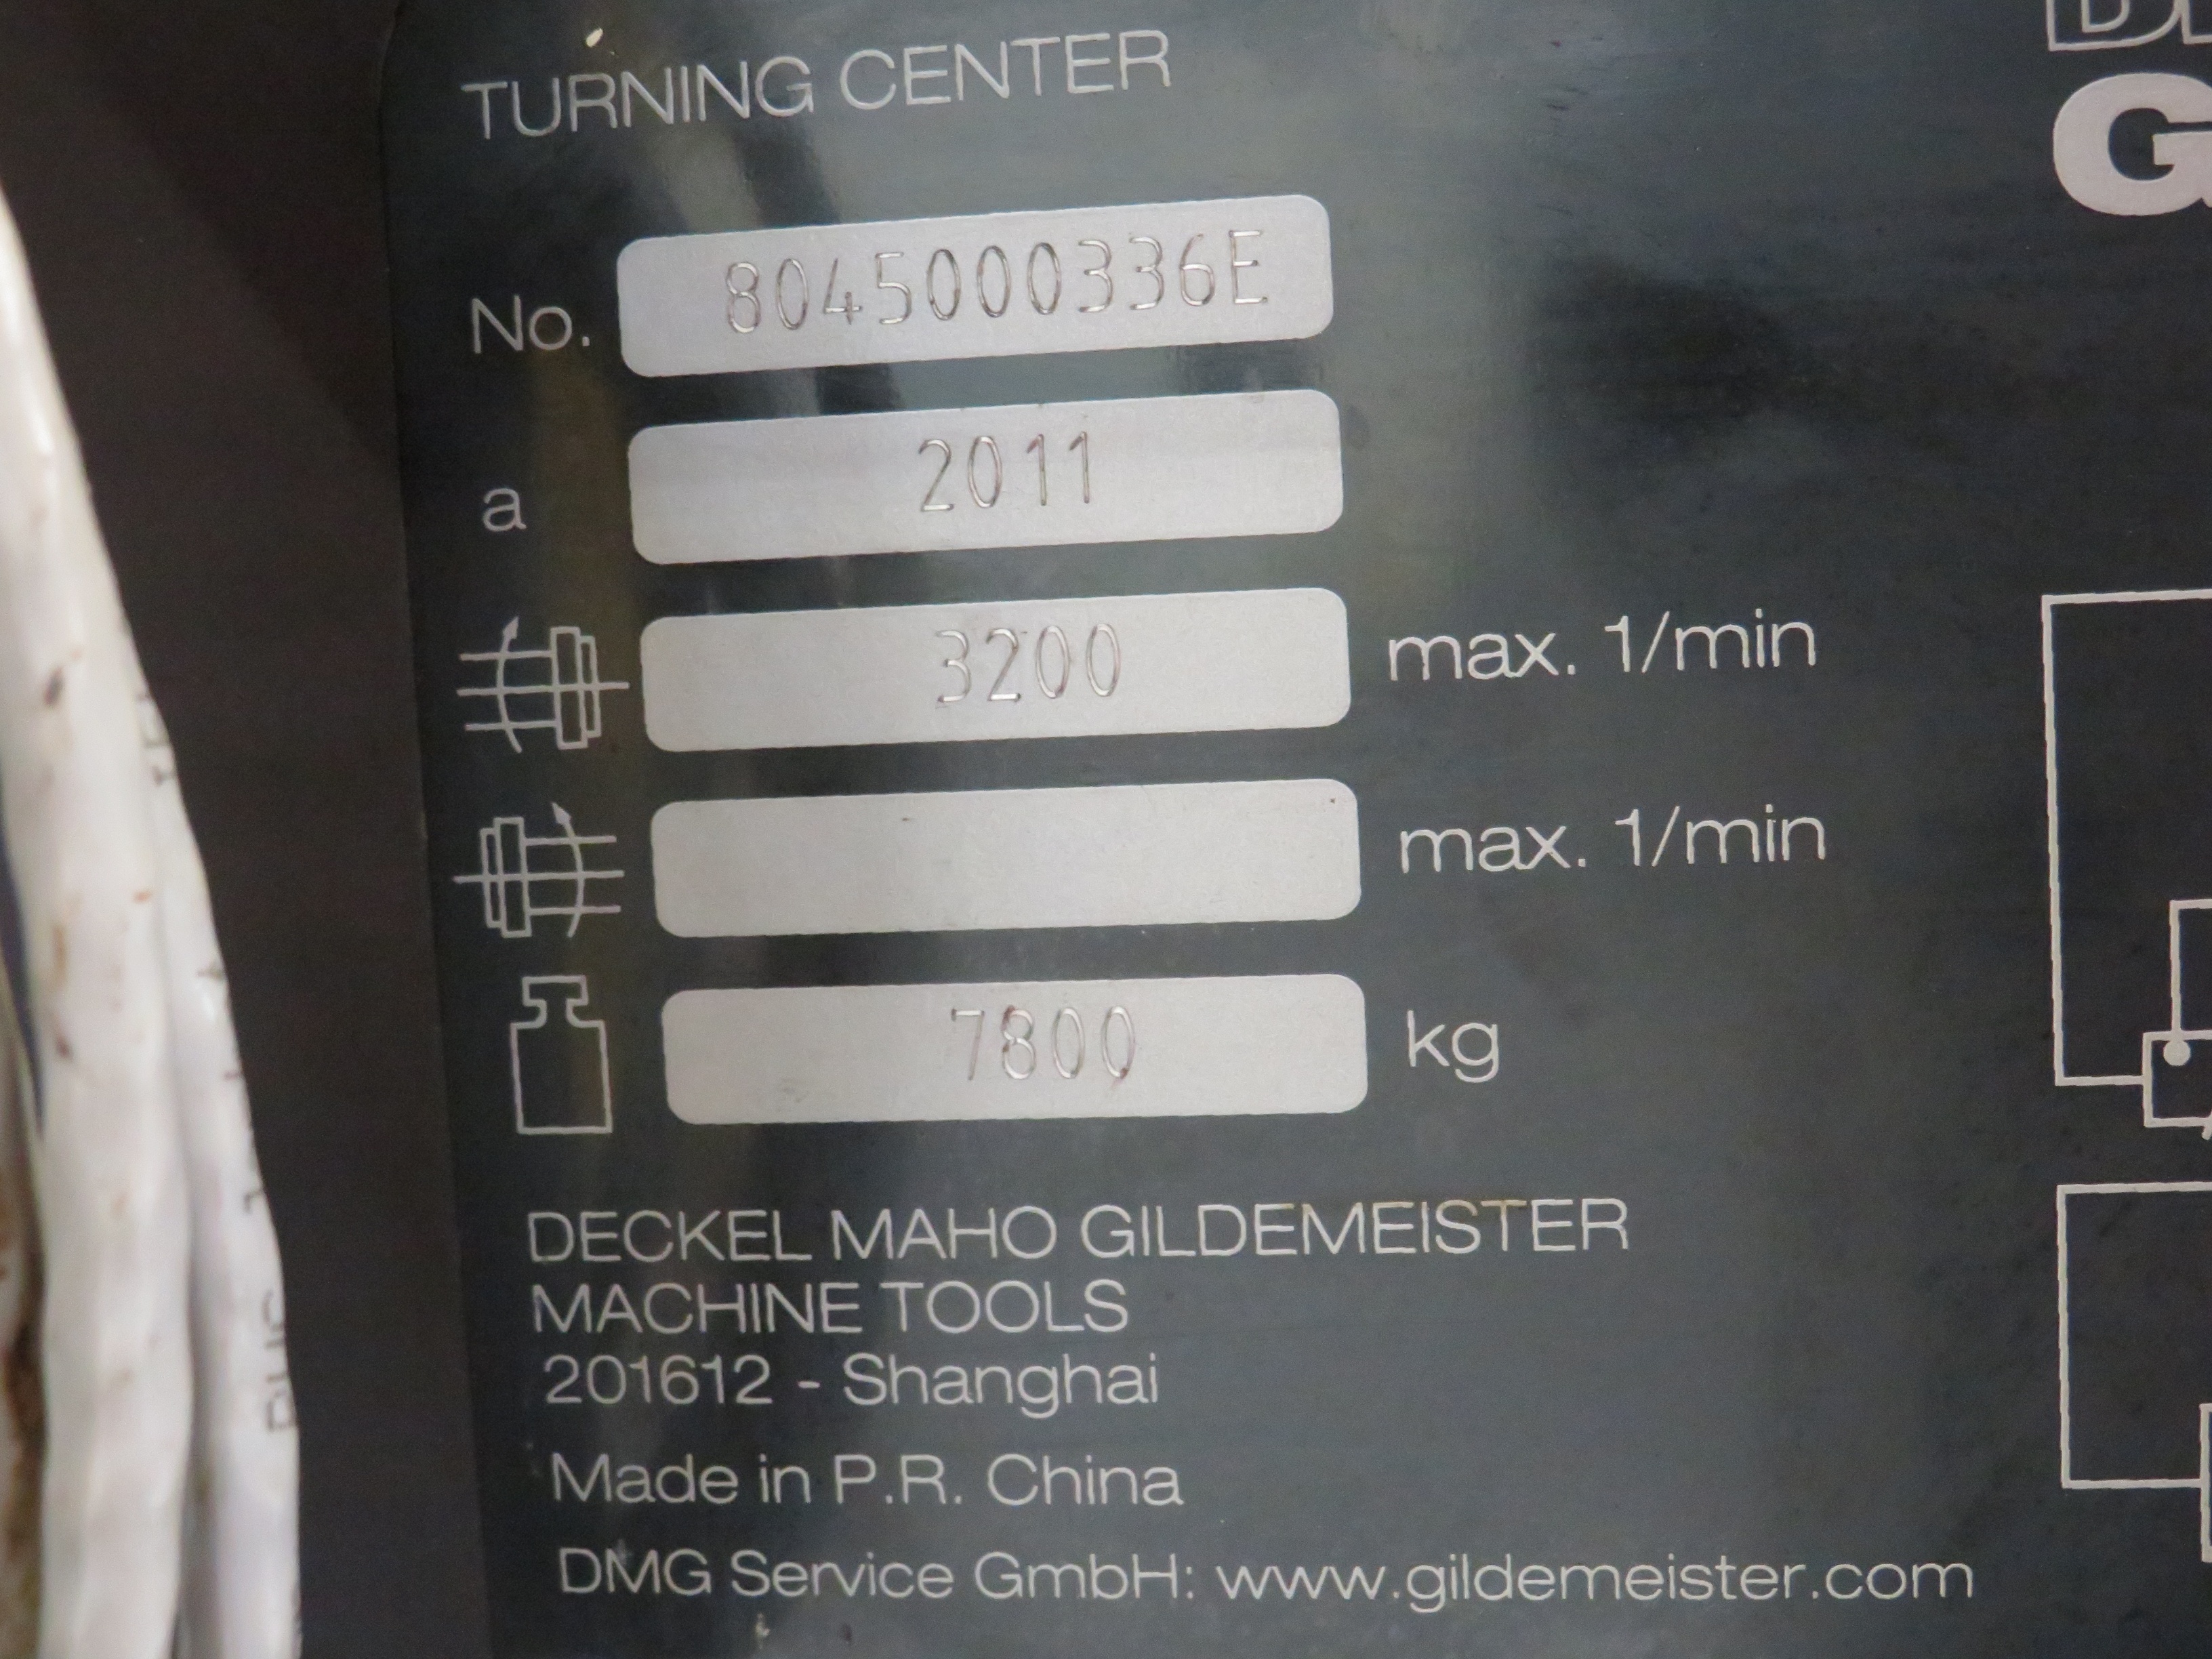 TURNING CENTER
No. 8045000336E
a 2011
3200 max. 1/min
max. 1/min
7800 kg
DECKEL MAHO GILDEMEISTER
MACHINE TOOLS
201612 - Shanghai
Made in P.R. China
DMG Service GmbH: www.gildemeister.com
G